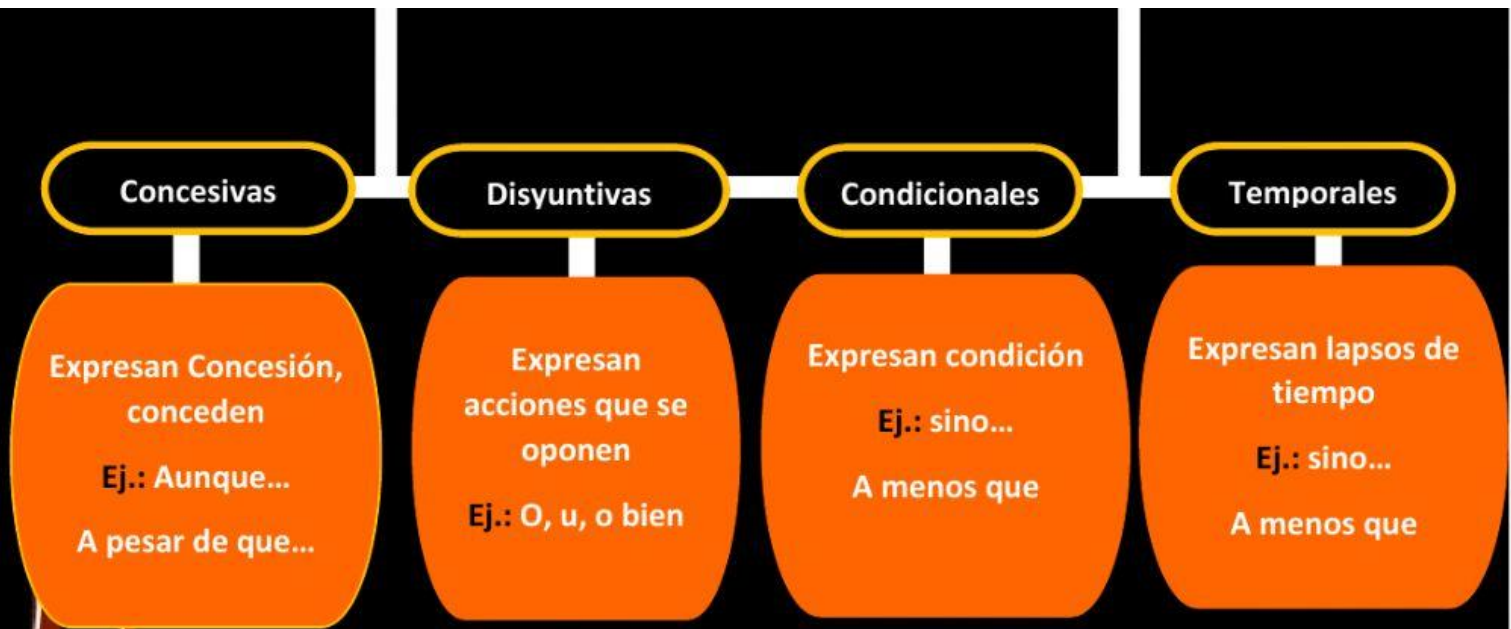 Concesivas
Expresan Concesión,
conceden
Ej.: Aunque...
A pesar de que...
Disyuntivas
Expresan
acciones que se
oponen
Ej.: O, u, o bien
Condicionales
Expresan condición
Ej.: sino...
A menos que
Temporales
Expresan lapsos de
tiempo
Ej.: sino...
A menos que